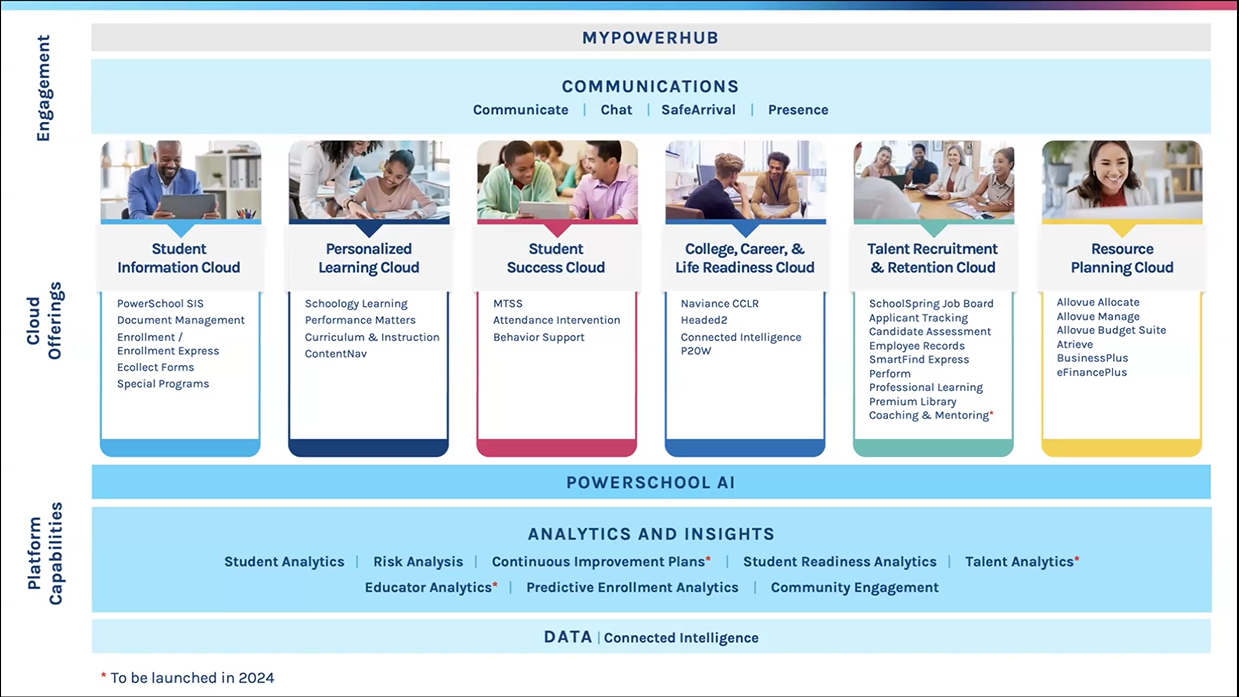 Engagement
MYPOWERHUB
COMMUNICATIONS
Communicate | Chat | SafeArrival | Presence
Cloud
Offerings
Student
Information Cloud
PowerSchool SIS
Document Management
Enrollment /
Enrollment Express
Ecollect Forms
Special Programs
Personalized
Learning Cloud
Schoology Learning
Performance Matters
Curriculum & Instruction
ContentNav
Student
Success Cloud
MTSS
Attendance Intervention
Behavior Support
College, Career, &
Life Readiness Cloud
Naviance CCLR
Headed2
Connected Intelligence
P20W
Talent Recruitment
& Retention Cloud
SchoolSpring Job Board
Applicant Tracking
Candidate Assessment
Employee Records
SmartFind Express
Perform
Professional Learning
Premium Library
Coaching & Mentoring*
Resource
Planning Cloud
Allovue Allocate
Allovue Manage
Allovue Budget Suite
Atrieve
BusinessPlus
eFinancePlus
Platform
Capabilities
POWERSCHOOL AI
ANALYTICS AND INSIGHTS
Student Analytics | Risk Analysis | Continuous Improvement Plans* | Student Readiness Analytics | Talent Analytics*
Educator Analytics* | Predictive Enrollment Analytics | Community Engagement
DATA | Connected Intelligence
* To be launched in 2024